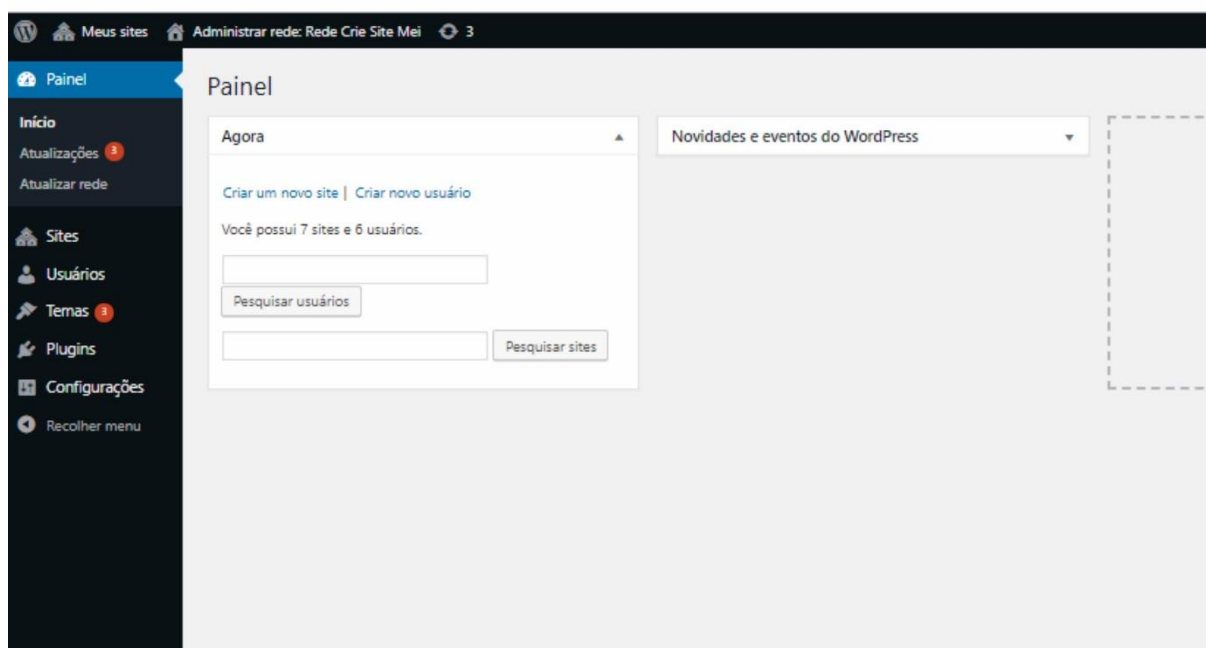 Meus sites Administrar rede: Rede Crie Site Mei 3
Painel
Início
Atualizações 3
Atualizar rede
Sites
Usuários
Temas 3
Plugins
Configurações
Recolher menu
Painel
Agora
Criar um novo site | Criar novo usuário
Você possui 7 sites e 6 usuários.
Pesquisar usuários
Pesquisar sites
Novidades e eventos do WordPress